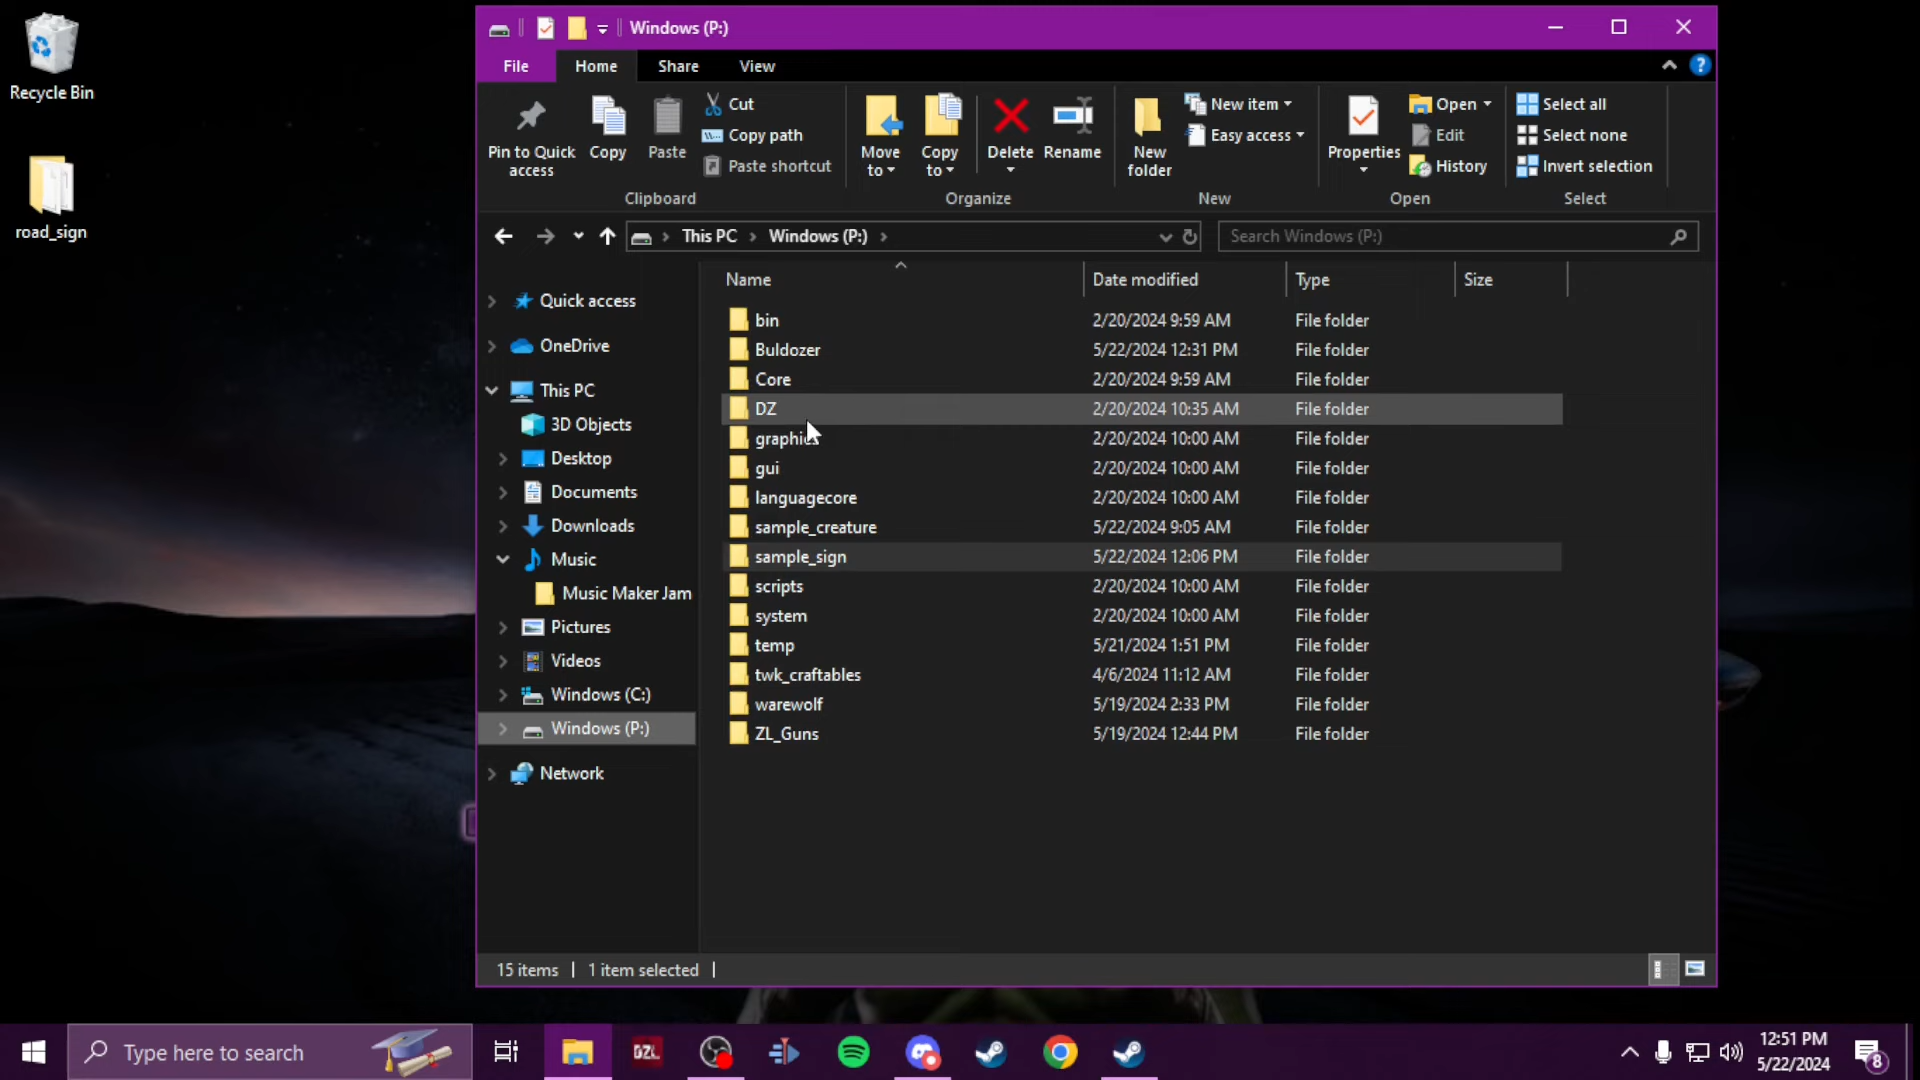 Recycle Bin
road_sign
Windows (P:)
File
Home
Share
View
?
Pin to Quick access
Copy
Paste
Cut
Copy path
Paste shortcut
Clipboard
Move to
Copy to
Delete
Rename
Organize
New folder
New item
Easy access
New
Properties
Open
Edit
History
Open
Select all
Select none
Invert selection
Select
This PC
Windows (P:)
Search Windows (P:)
Quick access
OneDrive
This PC
3D Objects
Desktop
Documents
Downloads
Music
Music Maker Jam
Pictures
Videos
Windows (C:)
Windows (P:)
Network
Name Date modified Type Size
bin 2/20/2024 9:59 AM File folder
Buldozer 5/22/2024 12:31 PM File folder
Core 2/20/2024 9:59 AM File folder
DZ 2/20/2024 10:35 AM File folder
graphics 2/20/2024 10:00 AM File folder
gui 2/20/2024 10:00 AM File folder
languagecore 2/20/2024 10:00 AM File folder
sample_creature 5/22/2024 9:05 AM File folder
sample_sign 5/22/2024 12:06 PM File folder
scripts 2/20/2024 10:00 AM File folder
system 2/20/2024 10:00 AM File folder
temp 5/21/2024 1:51 PM File folder
twk_craftables 4/6/2024 11:12 AM File folder
warewolf 5/19/2024 2:33 PM File folder
ZL_Guns 5/19/2024 12:44 PM File folder
15 items
1 item selected
Type here to search
DZL
12:51 PM
5/22/2024
8